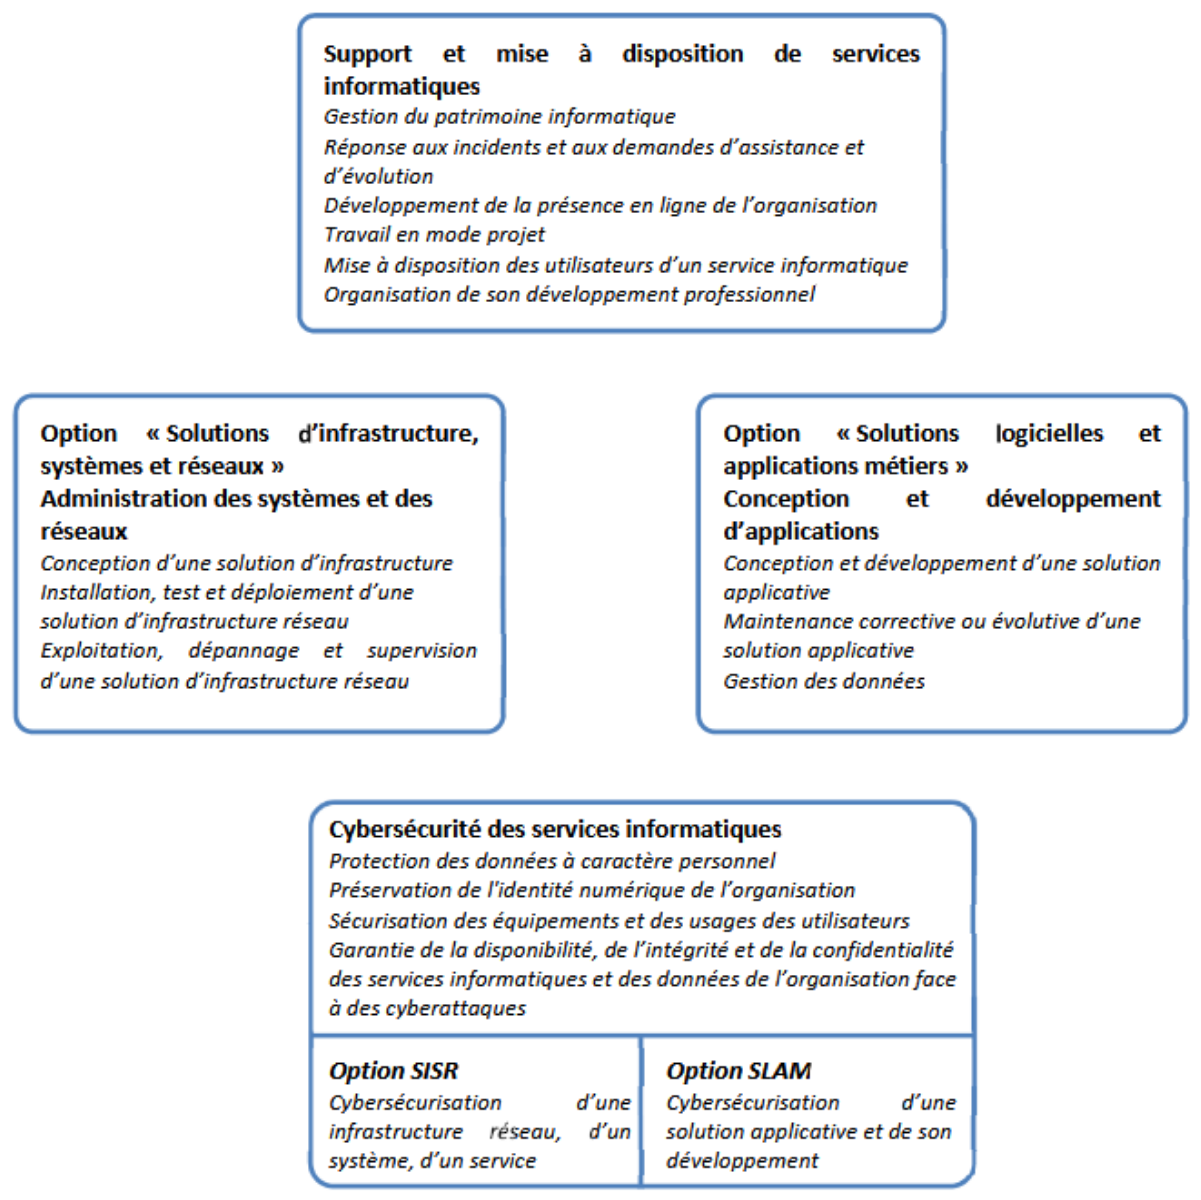 Support et mise à disposition de services
informatiques
Gestion du patrimoine informatique
Réponse aux incidents et aux demandes d’assistance et
d’évolution
Développement de la présence en ligne de l’organisation
Travail en mode projet
Mise à disposition des utilisateurs d’un service informatique
Organisation de son développement professionnel
Option « Solutions d’infrastructure,
systèmes et réseaux »
Administration des systèmes et des
réseaux
Conception d’une solution d’infrastructure
Installation, test et déploiement d’une
solution d’infrastructure réseau
Exploitation, dépannage et supervision
d’une solution d’infrastructure réseau
Option « Solutions logicielles et
applications métiers »
Conception et développement
d’applications
Conception et développement d’une solution
applicative
Maintenance corrective ou évolutive d’une
solution applicative
Gestion des données
Cybersécurité des services informatiques
Protection des données à caractère personnel
Préservation de l'identité numérique de l’organisation
Sécurisation des équipements et des usages des utilisateurs
Garantie de la disponibilité, de l’intégrité et de la confidentialité
des services informatiques et des données de l’organisation face
à des cyberattaques
Option SISR
Cybersécurisation d’une
infrastructure réseau, d’un
système, d’un service
Option SLAM
Cybersécurisation d’une
solution applicative et de son
développement